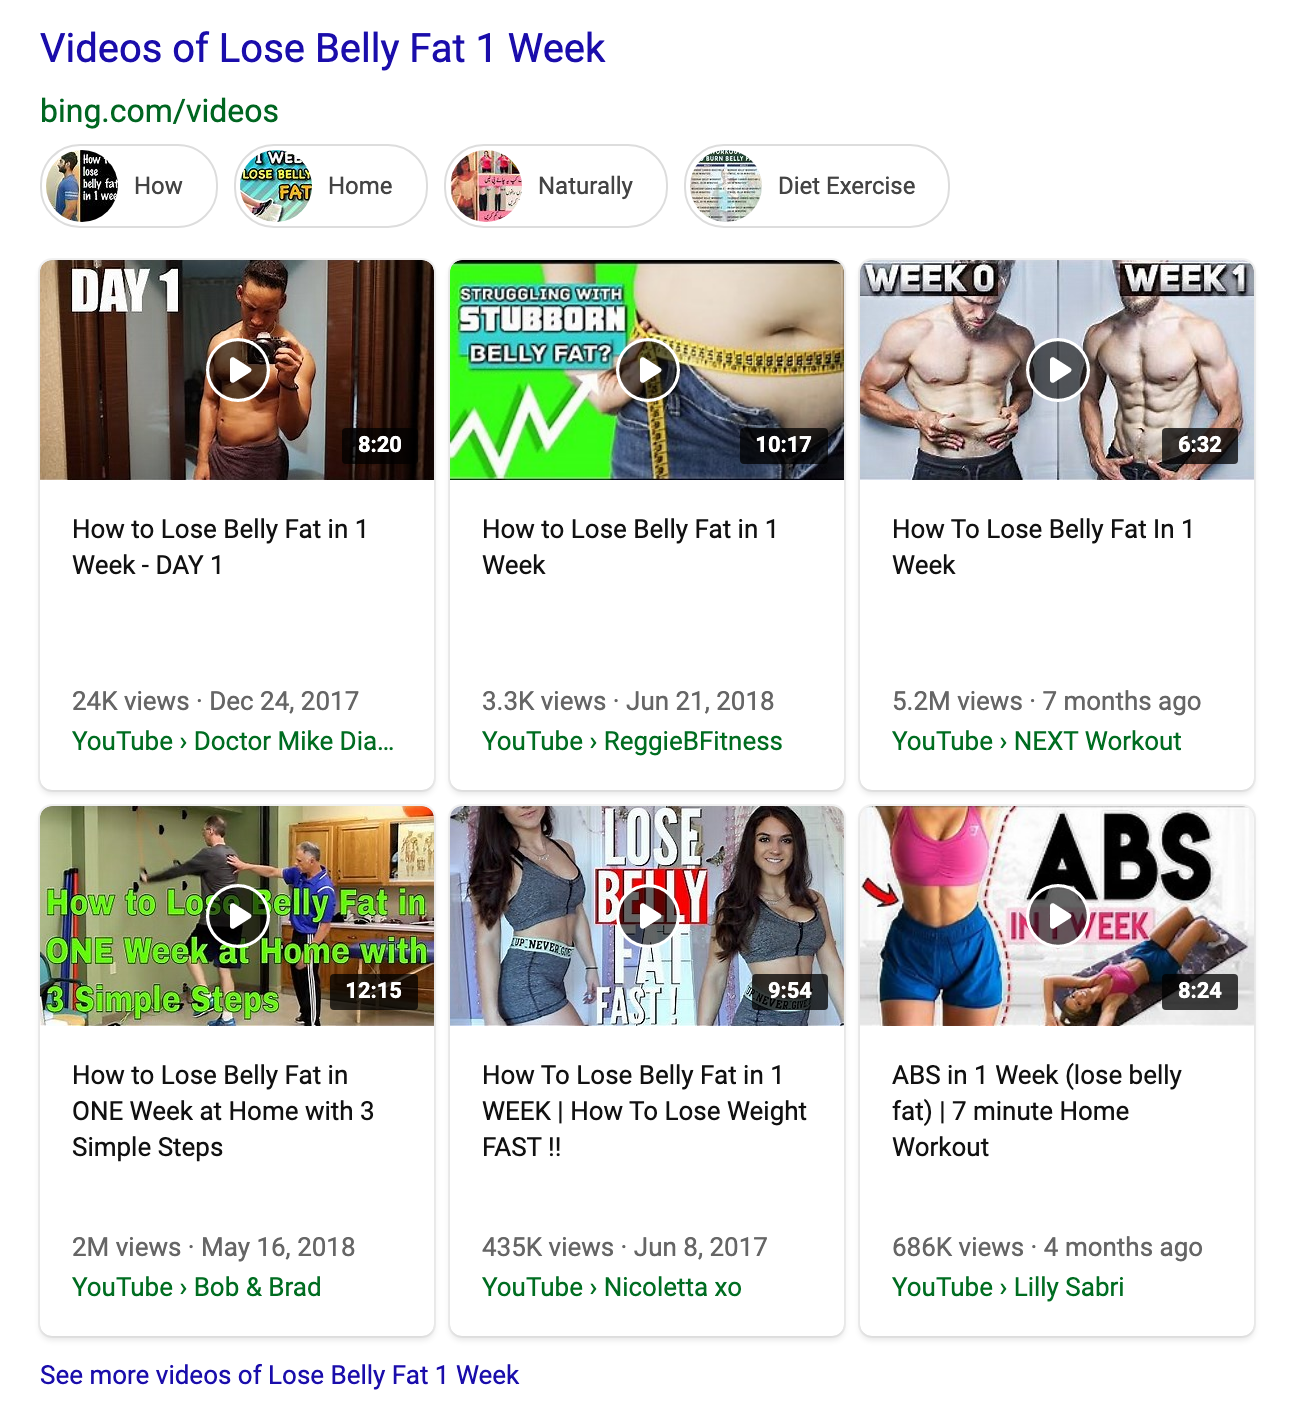 Videos of Lose Belly Fat 1 Week
bing.com/videos
How
lose
belly fat
in 1 wee
How
1 WEE
LOSE BELLY
FAT
Home
Naturally
BURN BELLY F
Diet Exercise
DAY 1
8:20
STRUGGLING WITH
STUBBORN
BELLY FAT?
10:17
WEEK 0
WEEK 1
6:32
How to Lose Belly Fat in 1
Week - DAY 1
24K views · Dec 24, 2017
YouTube › Doctor Mike Dia...
How to Lose Belly Fat in 1
Week
3.3K views · Jun 21, 2018
YouTube › ReggieBFitness
How To Lose Belly Fat In 1
Week
5.2M views · 7 months ago
YouTube › NEXT Workout
How to Lose Belly Fat in
ONE Week at Home with
3 Simple Steps
12:15
LOSE
BELLY
FAT
FAST!
9:54
ABS
IN 1 WEEK
8:24
How to Lose Belly Fat in
ONE Week at Home with 3
Simple Steps
2M views · May 16, 2018
YouTube › Bob & Brad
How To Lose Belly Fat in 1
WEEK | How To Lose Weight
FAST !!
435K views · Jun 8, 2017
YouTube › Nicoletta xo
ABS in 1 Week (lose belly
fat) | 7 minute Home
Workout
686K views · 4 months ago
YouTube › Lilly Sabri
See more videos of Lose Belly Fat 1 Week